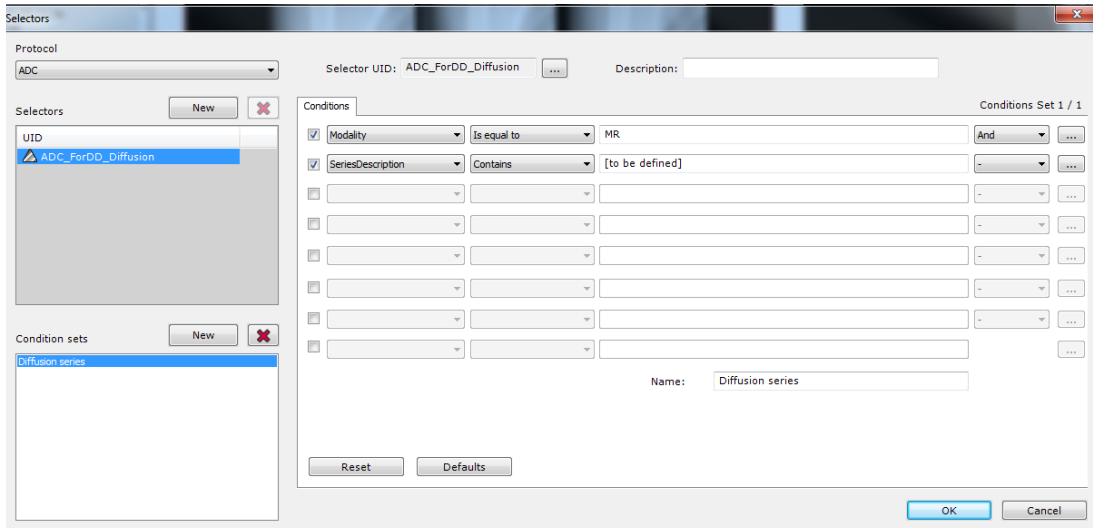 Selectors
Protocol
ADC
Selector UID: ADC_ForDD_Diffusion ...
Description:
Selectors New
UID
ADC_ForDD_Diffusion
Conditions
Conditions Set 1 / 1
Modality Is equal to MR And ...
SeriesDescription Contains [to be defined] - ...
- ...
- ...
- ...
- ...
- ...
...
Condition sets New
Diffusion series
Name: Diffusion series
Reset Defaults
OK Cancel